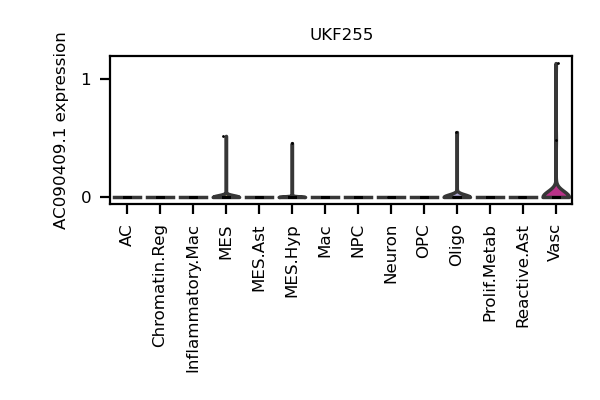 UKF255
AC090409.1 expression
1
0
AC
Chromatin.Reg
Inflammatory.Mac
MES
MES.Ast
MES.Hyp
Mac
NPC
Neuron
OPC
Oligo
Prolif.Metab
Reactive.Ast
Vasc